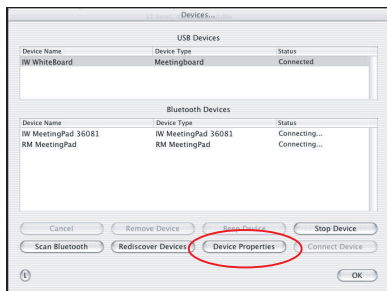 Devices...
USB Devices
Device Name Device Type Status
IW WhiteBoard Meetingboard Connected
Bluetooth Devices
Device Name Device Type Status
IW MeetingPad 36081 IW MeetingPad 36081 Connecting...
RM MeetingPad RM MeetingPad Connecting...
Cancel Remove Device Beep Device Stop Device
Scan Bluetooth Rediscover Devices Device Properties Connect Device
OK